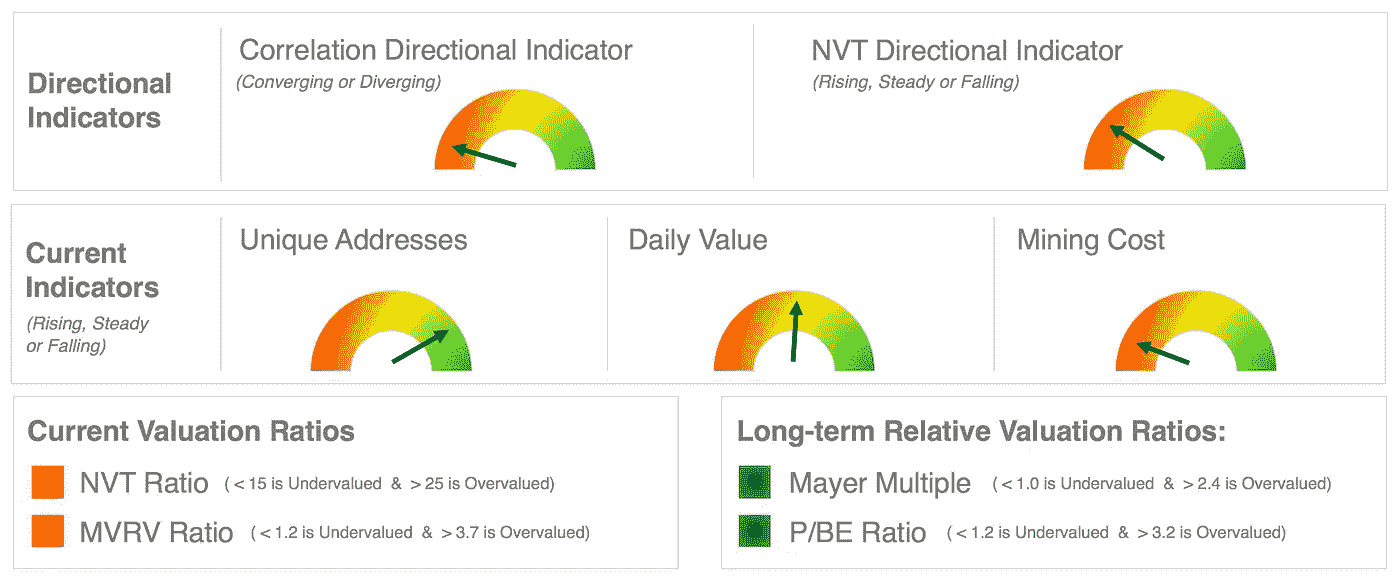 Directional
Indicators
Correlation Directional Indicator
(Converging or Diverging)
NVT Directional Indicator
(Rising, Steady or Falling)
Current
Indicators
(Rising, Steady
or Falling)
Unique Addresses
Daily Value
Mining Cost
Current Valuation Ratios
NVT Ratio ( < 15 is Undervalued & > 25 is Overvalued)
MVRV Ratio ( < 1.2 is Undervalued & > 3.7 is Overvalued)
Long-term Relative Valuation Ratios:
Mayer Multiple ( < 1.0 is Undervalued & > 2.4 is Overvalued)
P/BE Ratio ( < 1.2 is Undervalued & > 3.2 is Overvalued)